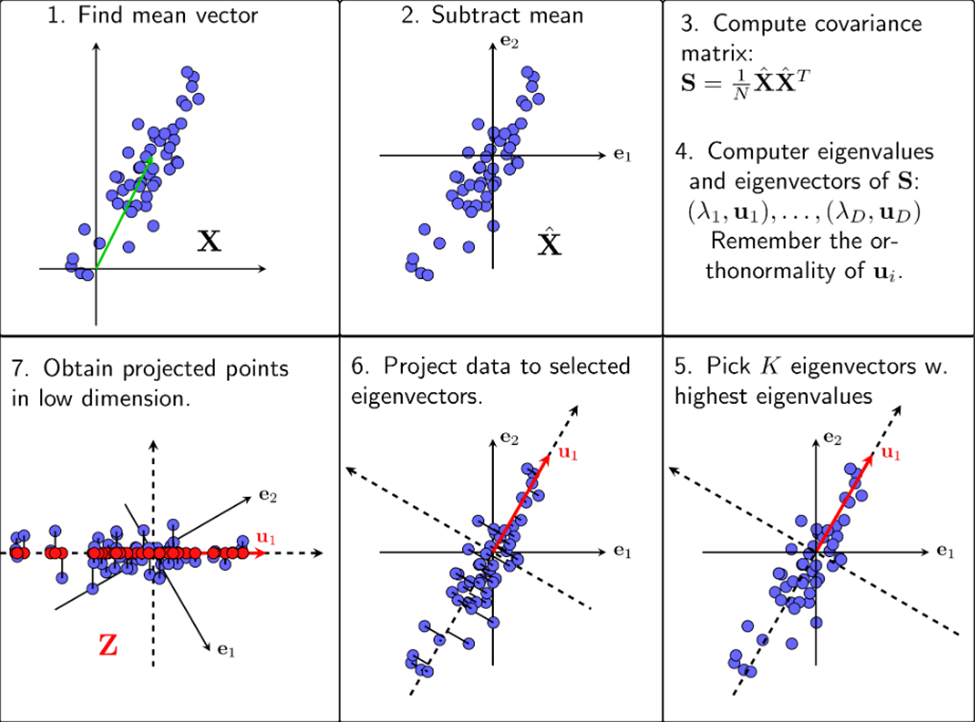 1. Find mean vector
X
2. Subtract mean
e₂
e₁
X̂
3. Compute covariance
matrix:
S = 1/N X̂X̂ᵀ
4. Computer eigenvalues
and eigenvectors of S:
(λ₁, u₁), . . . , (λ_D, u_D)
Remember the or-
thonormality of uᵢ.
7. Obtain projected points
in low dimension.
e₂
u₁
Z
e₁
6. Project data to selected
eigenvectors.
e₂
u₁
e₁
5. Pick K eigenvectors w.
highest eigenvalues
e₂
u₁
e₁